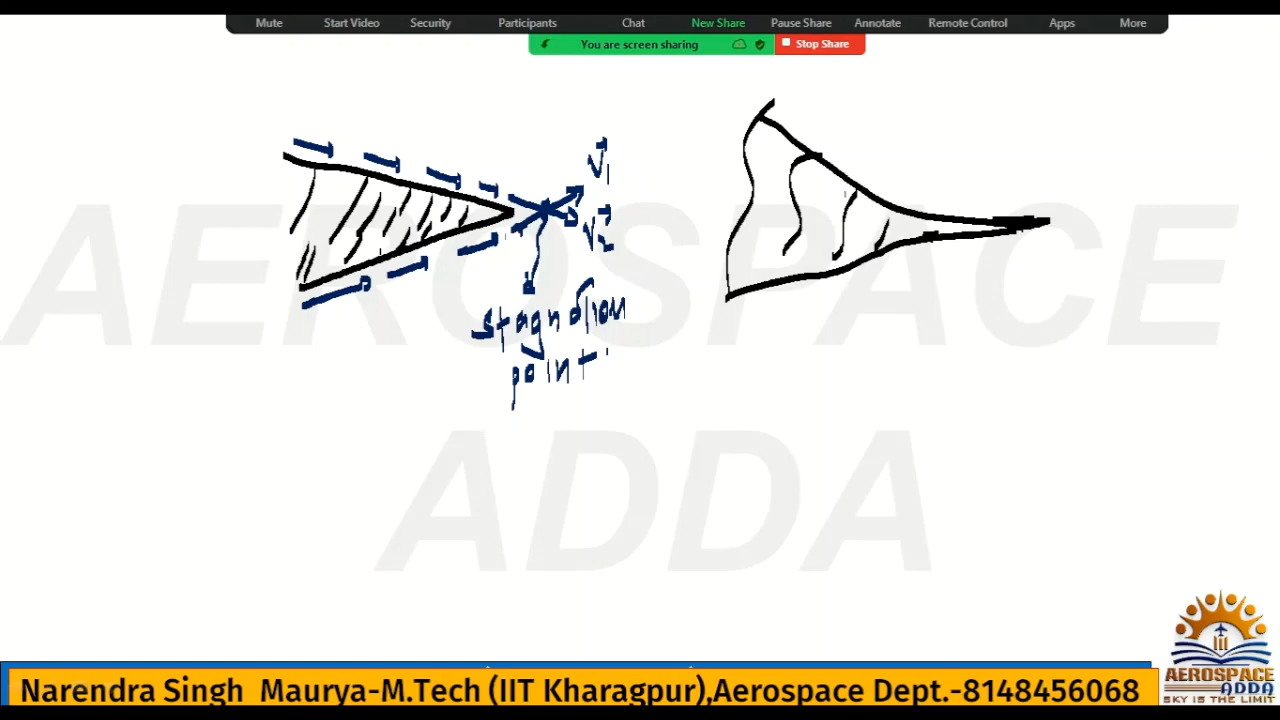 Mute Start Video Security Participants Chat New Share Pause Share Annotate Remote Control Apps More
You are screen sharing Stop Share
V1
V2
stagnation
point
AEROSPACE
ADDA
Narendra Singh Maurya-M.Tech (IIT Kharagpur),Aerospace Dept.-8148456068
AEROSPACE
ADDA
SKY IS THE LIMIT